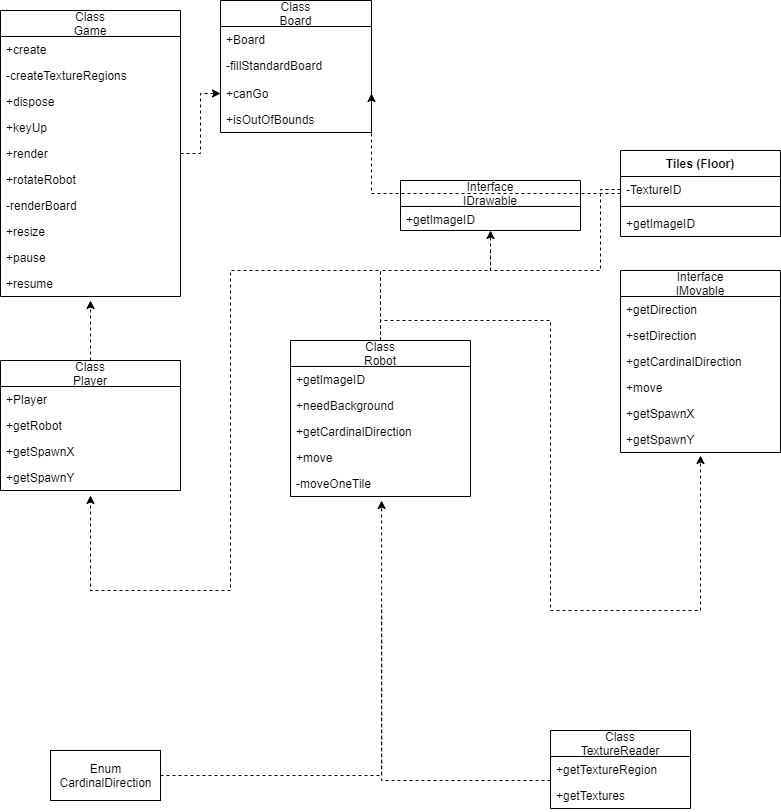 Class
Game
+create
-createTextureRegions
+dispose
+keyUp
+render
+rotateRobot
-renderBoard
+resize
+pause
+resume
Class
Board
+Board
-fillStandardBoard
+canGo
+isOutOfBounds
Interface
IDrawable
+getImageID
Tiles (Floor)
-TextureID
+getImageID
Interface
IMovable
+getDirection
+setDirection
+getCardinalDirection
+move
+getSpawnX
+getSpawnY
Class
Player
+Player
+getRobot
+getSpawnX
+getSpawnY
Class
Robot
+getImageID
+needBackground
+getCardinalDirection
+move
-moveOneTile
Enum
CardinalDirection
Class
TextureReader
+getTextureRegion
+getTextures